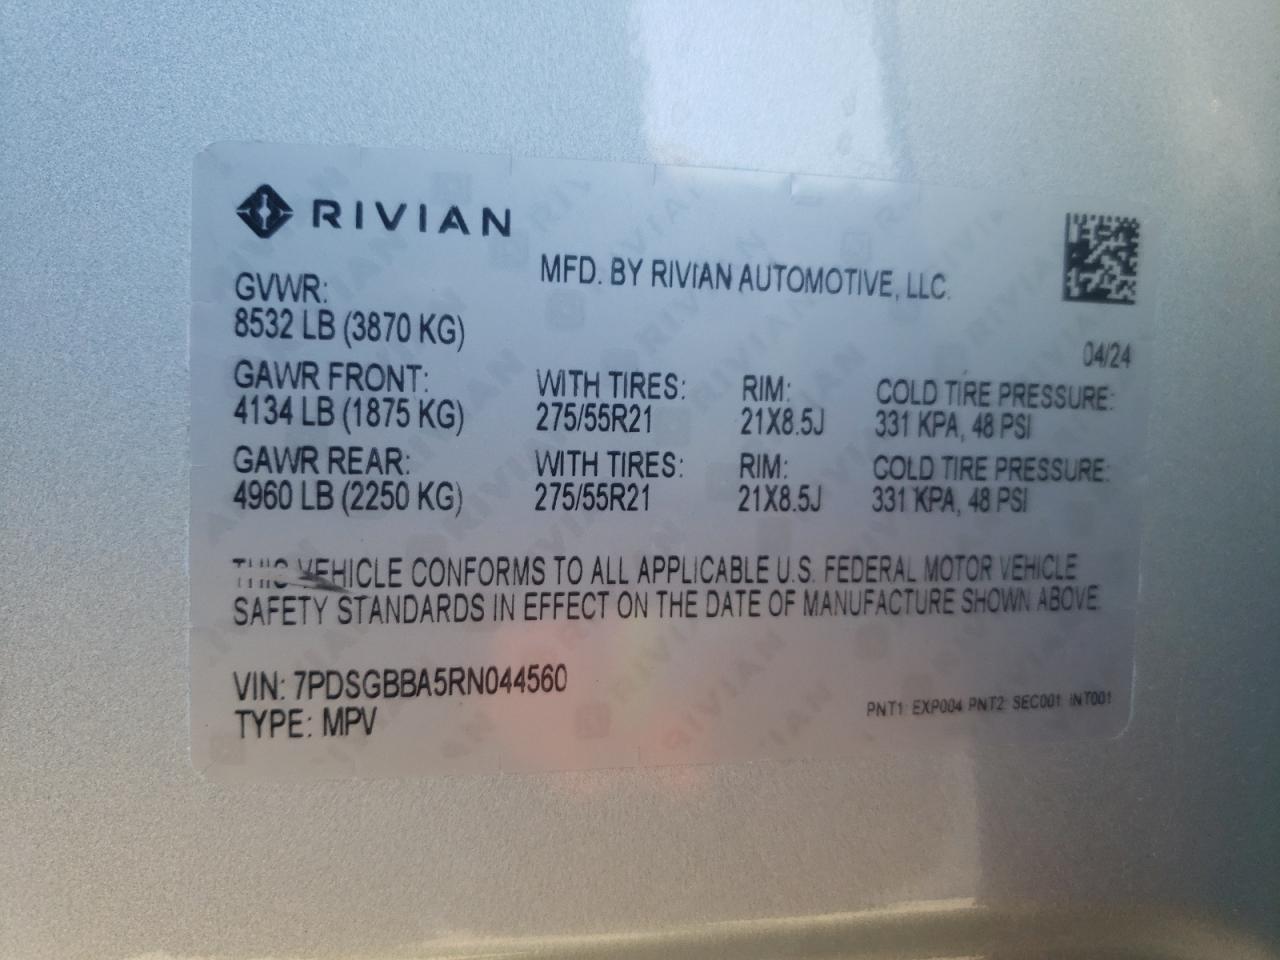 RIVIAN
MFD. BY RIVIAN AUTOMOTIVE, LLC.
GVWR:
8532 LB (3870 KG)
04/24
GAWR FRONT: WITH TIRES: RIM: COLD TIRE PRESSURE:
4134 LB (1875 KG) 275/55R21 21X8.5J 331 KPA, 48 PSI
GAWR REAR: WITH TIRES: RIM: COLD TIRE PRESSURE:
4960 LB (2250 KG) 275/55R21 21X8.5J 331 KPA, 48 PSI
THIS VEHICLE CONFORMS TO ALL APPLICABLE U.S. FEDERAL MOTOR VEHICLE
SAFETY STANDARDS IN EFFECT ON THE DATE OF MANUFACTURE SHOWN ABOVE
VIN: 7PDSGBBA5RN044560
TYPE: MPV
PNT1: EXP004 PNT2: SEC001 INT001